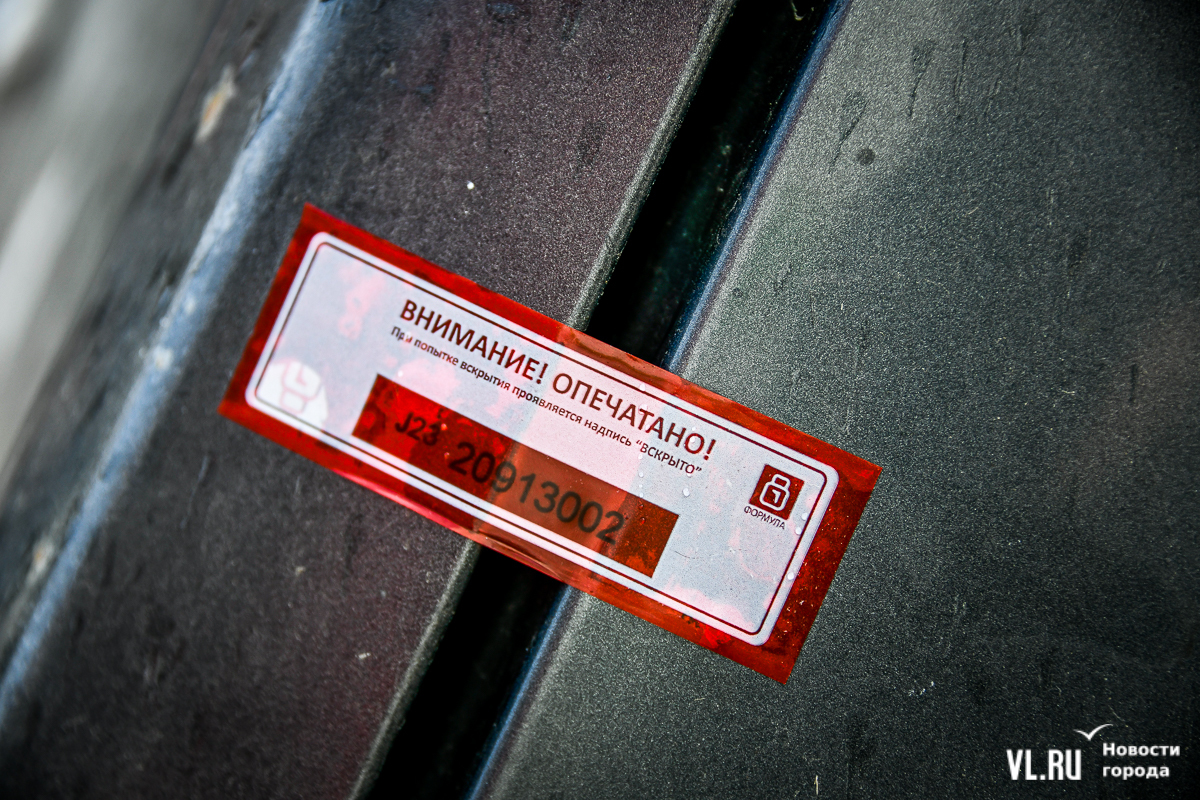 ВНИМАНИЕ! ОПЕЧАТАНО!
При попытке вскрытия проявляется надпись “ВСКРЫТО”
J23 20913002
ФОРМУЛА
VL.RU
Новости
города